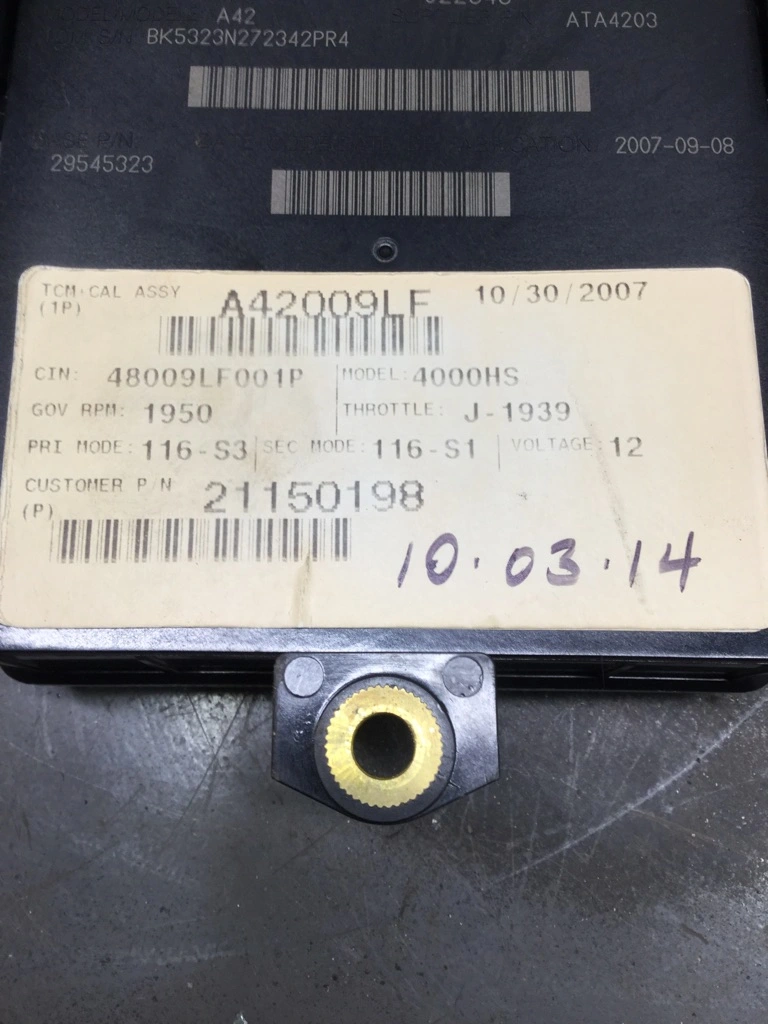 A42 ATA4203
BK5323N272342PR4
P/N: 2007-09-08
29545323
TCM CAL ASSY A42009LF 10/30/2007
(1P)
CIN: 48009LF001P MODEL: 4000HS
GOV RPM: 1950 THROTTLE: J-1939
PRI MODE: 116-S3 SEC MODE: 116-S1 VOLTAGE: 12
CUSTOMER P/N 21150198
(P)
10.03.14